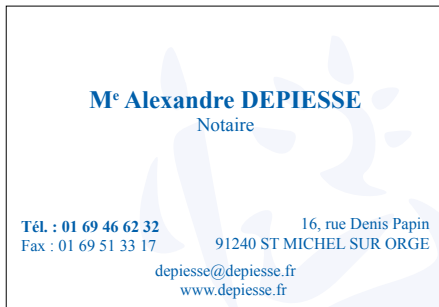 Mᵉ Alexandre DEPIESSE
Notaire
Tél. : 01 69 46 62 32
Fax : 01 69 51 33 17
16, rue Denis Papin
91240 ST MICHEL SUR ORGE
depiesse@depiesse.fr
www.depiesse.fr